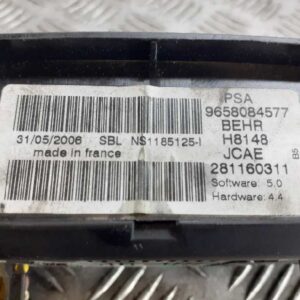 PSA
9658084577
BEHR
H8148
JCAE
281160311
Software: 5.0
Hardware: 4.4
31/05/2006 SBL NS1185125-I
made in france